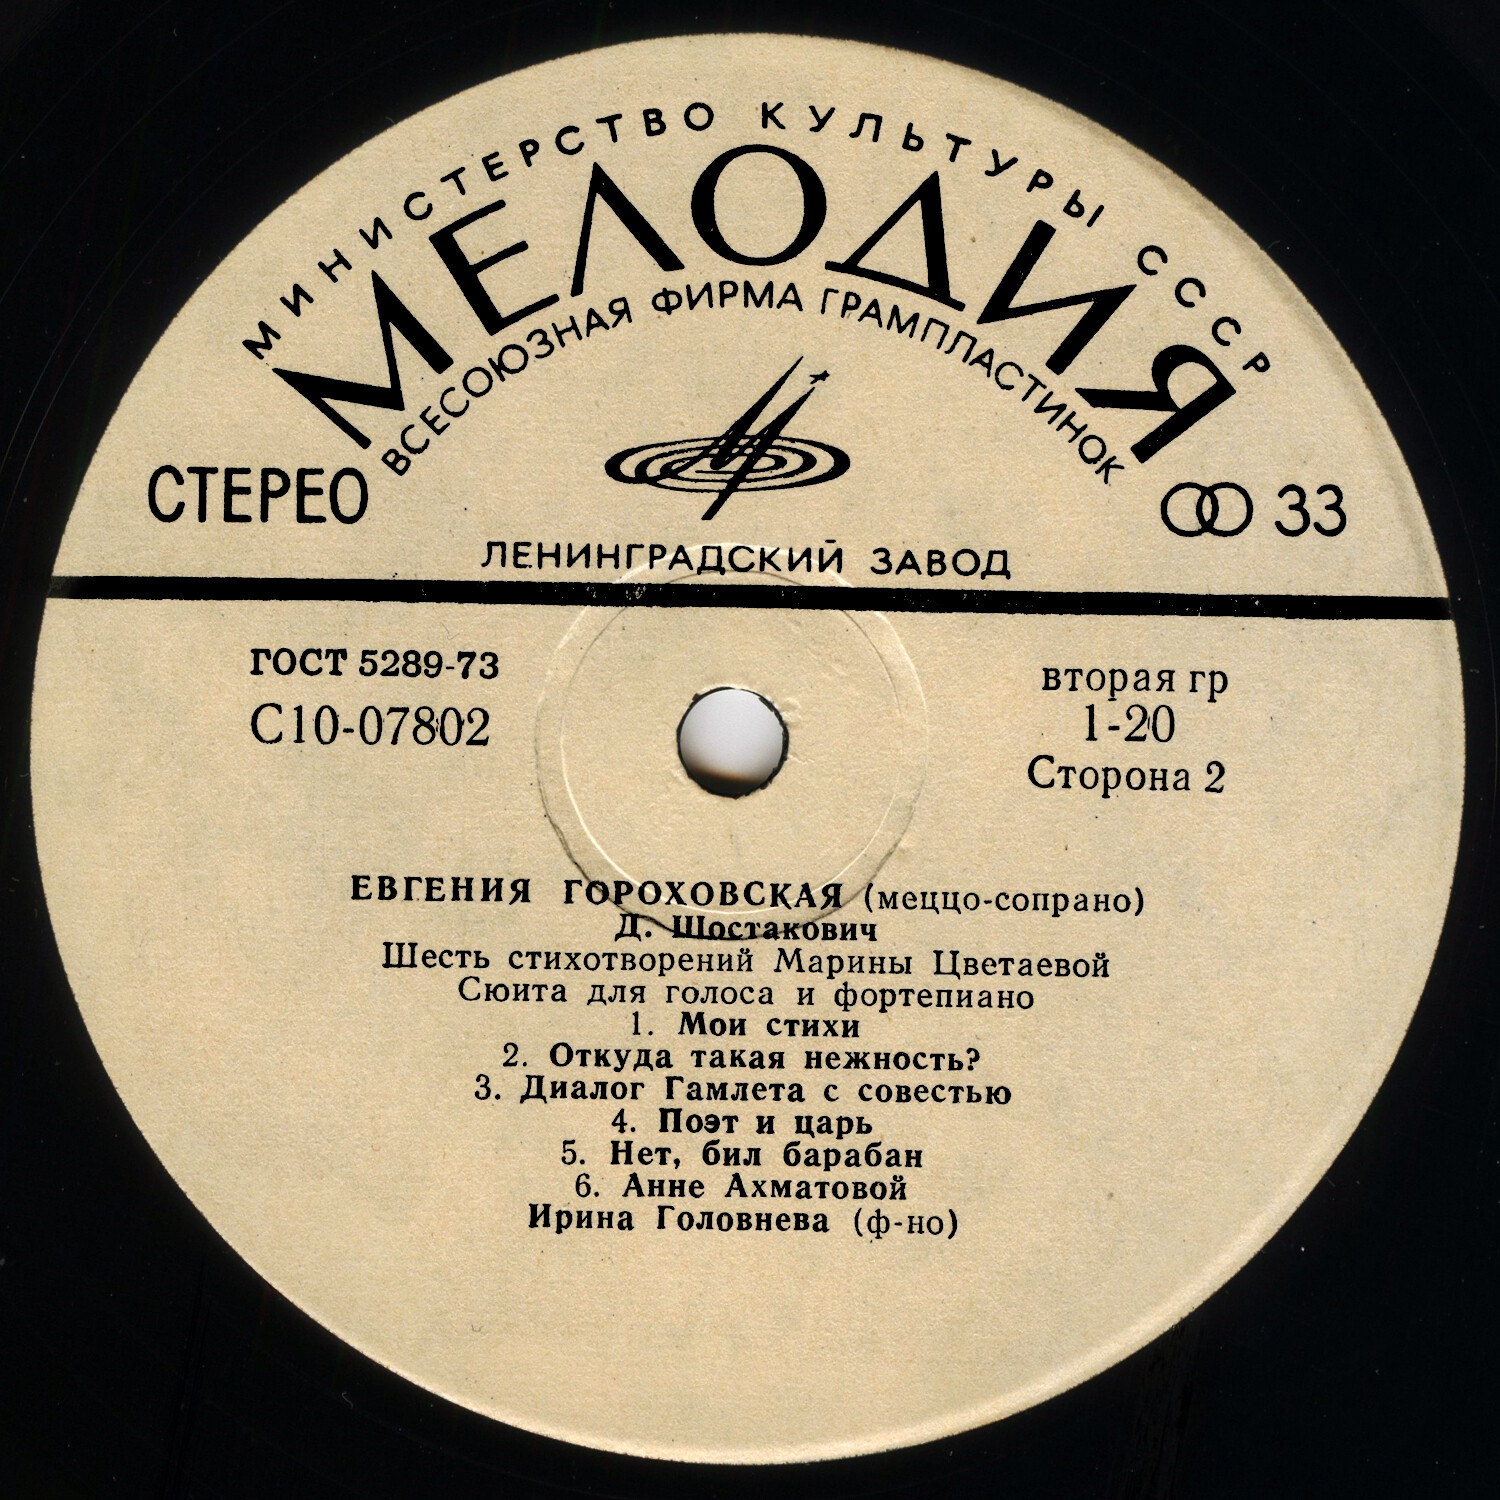 МИНИСТЕРСТВО КУЛЬТУРЫ СССР
МЕЛОДИЯ
ВСЕСОЮЗНАЯ ФИРМА ГРАМПЛАСТИНОК
СТЕРЕО
33
ЛЕНИНГРАДСКИЙ ЗАВОД
ГОСТ 5289-73
С10-07802
вторая гр
1-20
Сторона 2
ЕВГЕНИЯ ГОРОХОВСКАЯ (меццо-сопрано)
Д. Шостакович
Шесть стихотворений Марины Цветаевой
Сюита для голоса и фортепиано
1. Мои стихи
2. Откуда такая нежность?
3. Диалог Гамлета с совестью
4. Поэт и царь
5. Нет, бил барабан
6. Анне Ахматовой
Ирина Головнева (ф-но)